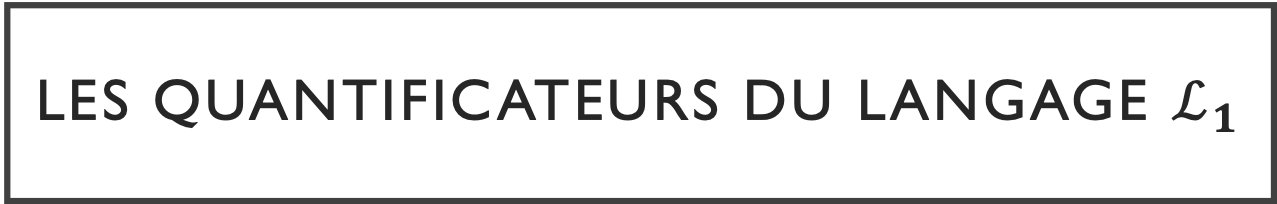 LES QUANTIFICATEURS DU LANGAGE ℒ₁